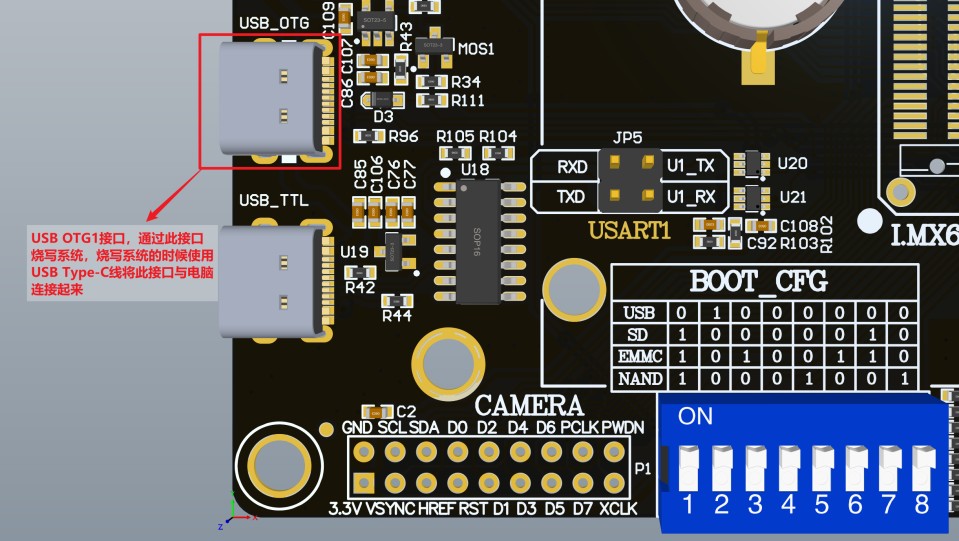 USB_OTG
C109
SOT23-6
R43
SOT23-6
MOS1
C107
C86
R34
R111
D3
R96
R105 R104
U18
C85
C106
C76
C77
SOP16
USB_TTL
USB OTG1接口，通过此接口
烧写系统，烧写系统的时候使用
USB Type-C线将此接口与电脑
连接起来
U19
R42
R44
JP5
RXD U1_TX
TXD U1_RX
USART1
U20
U21
C108
C92 R103
R102
I.MX6
BOOT_CFG
USB 0 1 0 0 0 0 0 0
SD 1 0 0 0 0 0 1 0
EMMC 1 0 1 0 0 1 1 0
NAND 1 0 0 0 1 0 0 1
CAMERA
C2
GND SCL SDA D0 D2 D4 D6 PCLK PWDN
P1
3.3V VSYNC HREF RST D1 D3 D5 D7 XCLK
ON
1 2 3 4 5 6 7 8
Z X